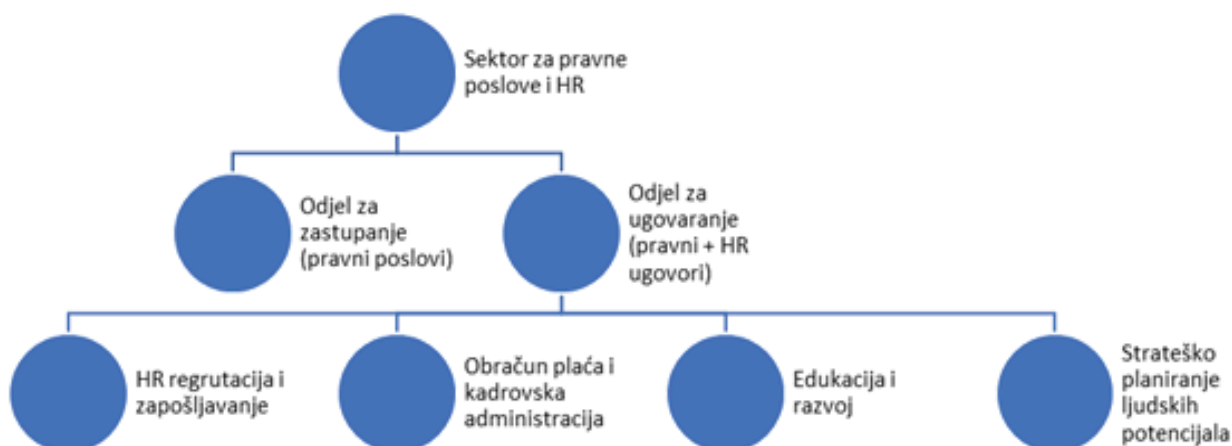 Sektor za pravne
poslove i HR
Odjel za
zastupanje
(pravni poslovi)
Odjel za
ugovaranje
(pravni + HR
ugovori)
HR regrutacija i
zapošljavanje
Obračun plaća i
kadrovska
administracija
Edukacija i
razvoj
Strateško
planiranje
ljudskih
potencijala